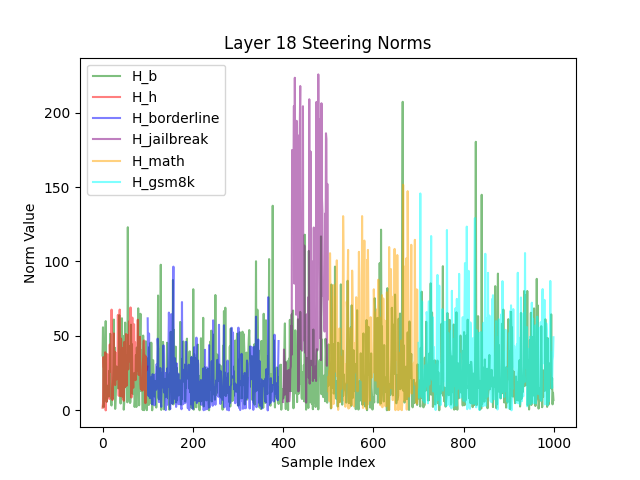 Layer 18 Steering Norms
H_b
H_h
H_borderline
H_jailbreak
H_math
H_gsm8k
Norm Value
200
150
100
50
0
0 200 400 600 800 1000
Sample Index